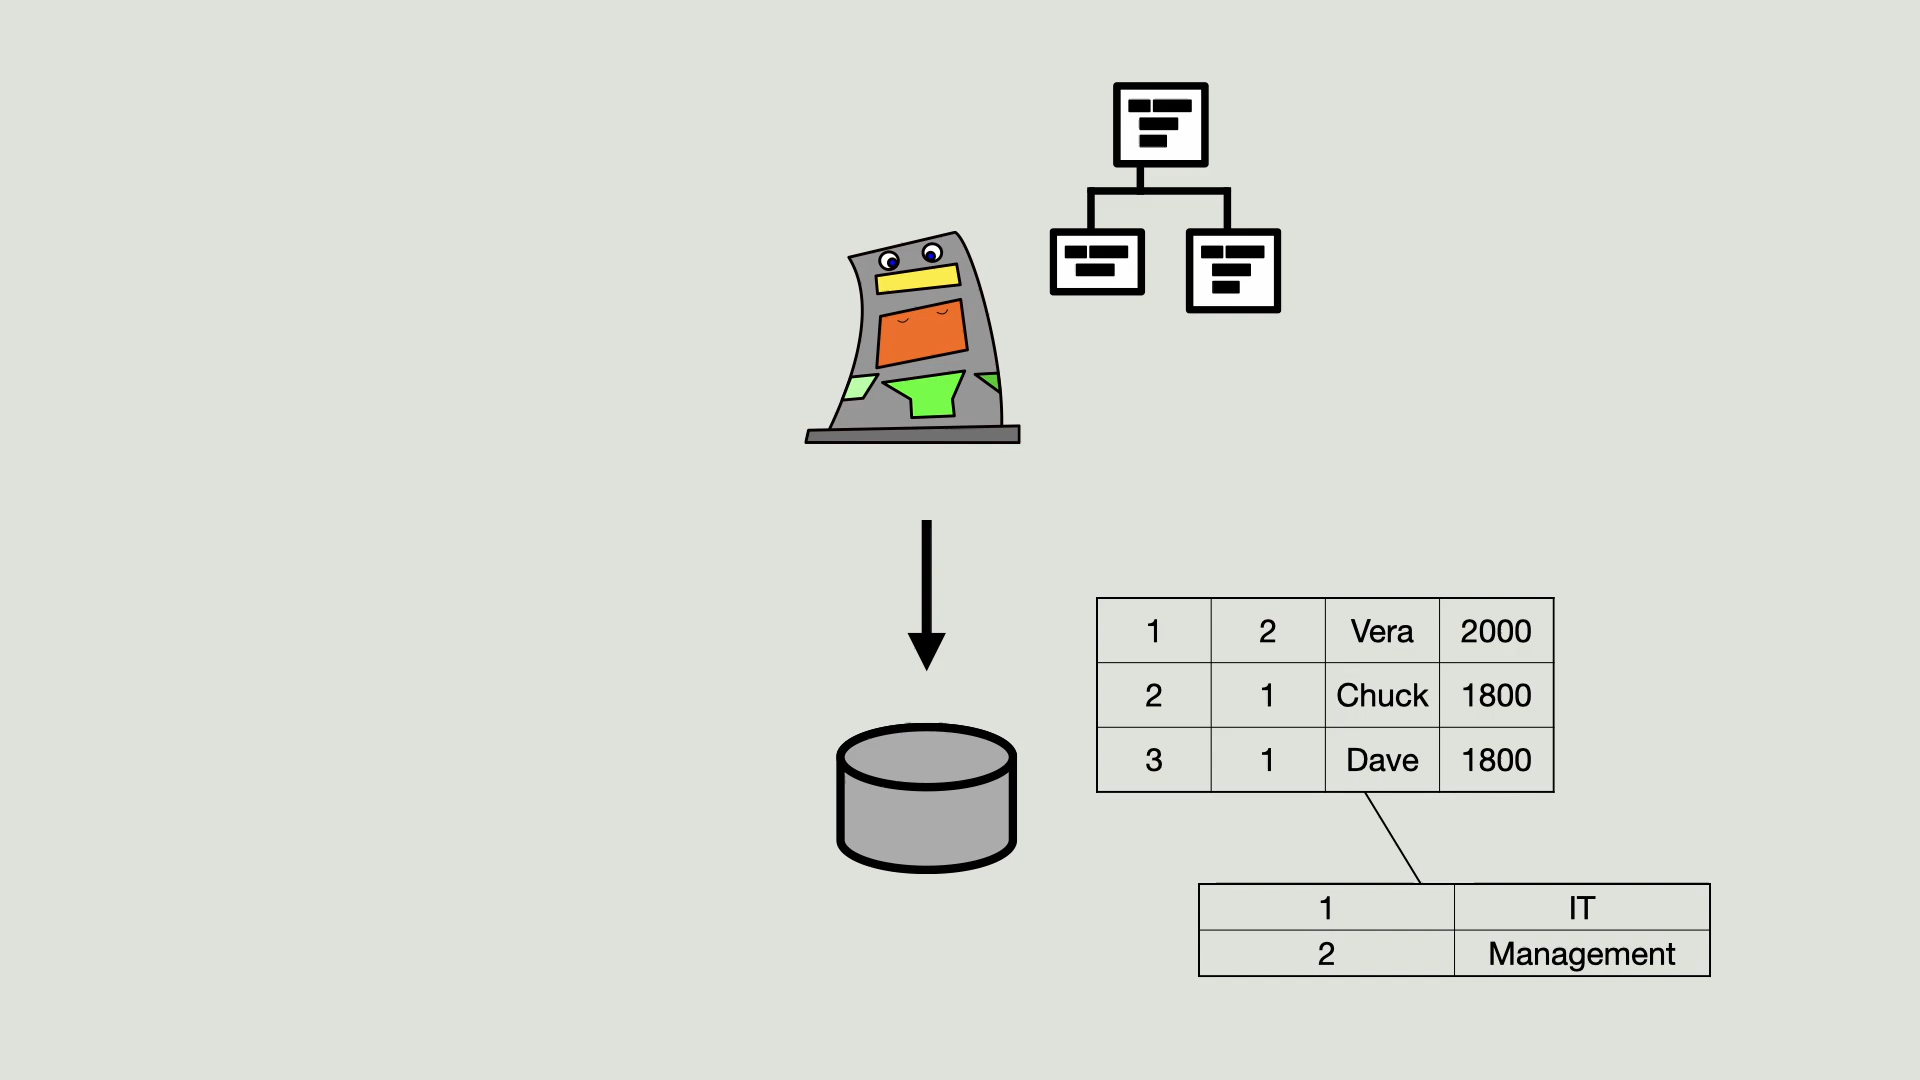 1 2 Vera 2000
2 1 Chuck 1800
3 1 Dave 1800
1 IT
2 Management